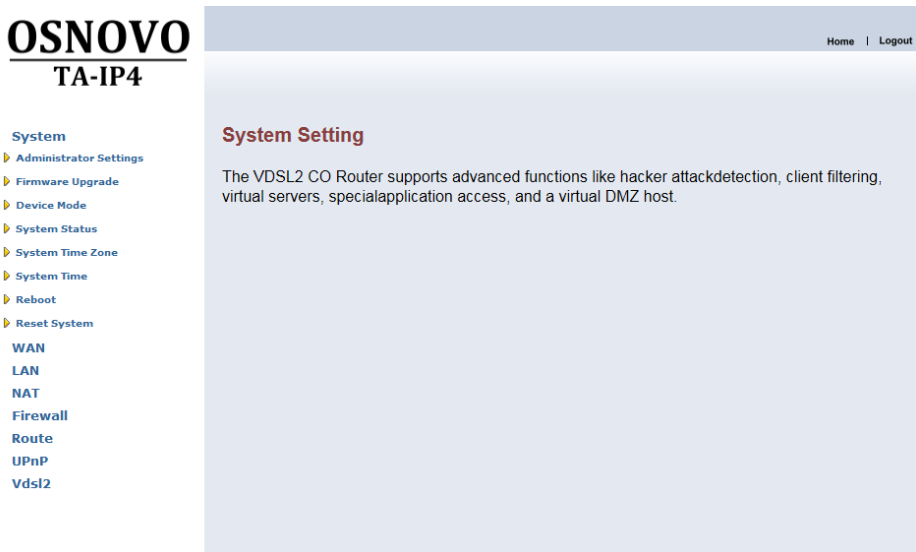 OSNOVO
TA-IP4
Home | Logout
System
Administrator Settings
Firmware Upgrade
Device Mode
System Status
System Time Zone
System Time
Reboot
Reset System
WAN
LAN
NAT
Firewall
Route
UPnP
Vdsl2
System Setting
The VDSL2 CO Router supports advanced functions like hacker attackdetection, client filtering,
virtual servers, specialapplication access, and a virtual DMZ host.